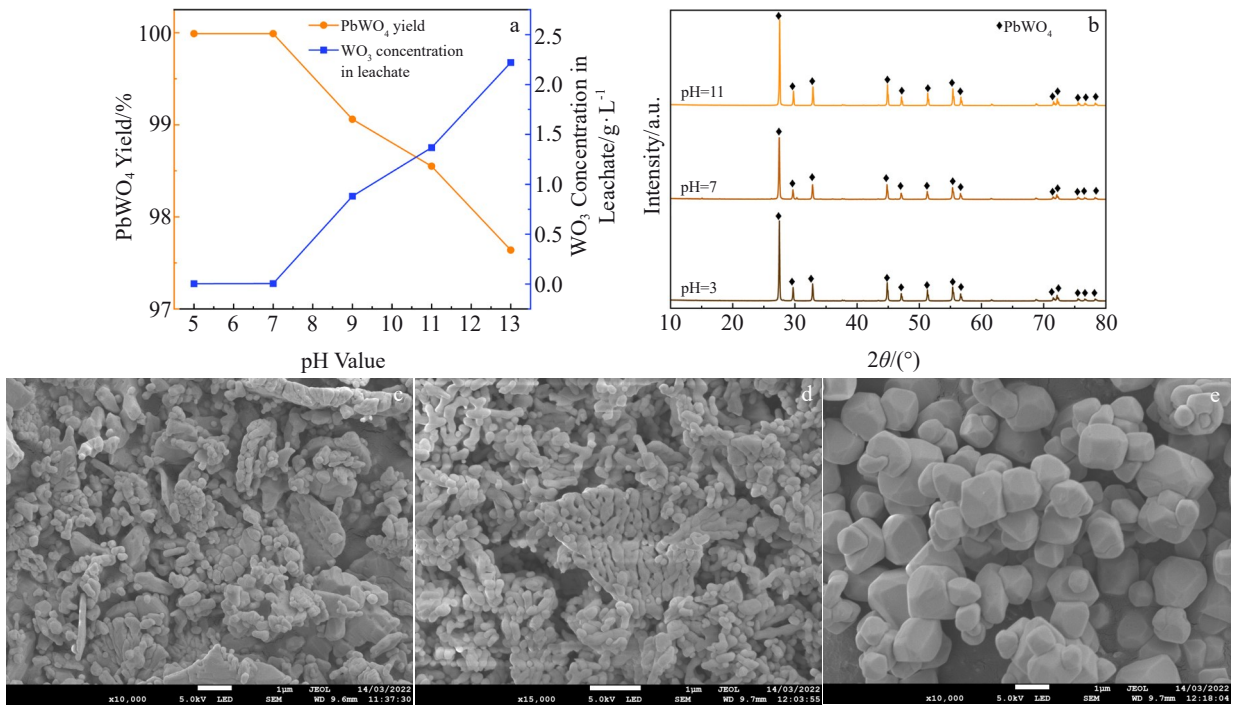 PbWO₄ yield
WO₃ concentration
in leachate
a
100
99
98
97
PbWO₄ Yield/%
2.5
2.0
1.5
1.0
0.5
0.0
WO₃ Concentration in
Leachate/g·L⁻¹
5 6 7 8 9 10 11 12 13
pH Value
♦PbWO₄
b
pH=11
pH=7
pH=3
Intensity/a.u.
10 20 30 40 50 60 70 80
2θ/(°)
c
x10,000 5.0kV LED 1μm JEOL 14/03/2022
SEM WD 9.6mm 11:37:30
d
x15,000 5.0kV LED 1μm JEOL 14/03/2022
SEM WD 9.7mm 12:03:55
e
x10,000 5.0kV LED 1μm JEOL 14/03/2022
SEM WD 9.7mm 12:18:04